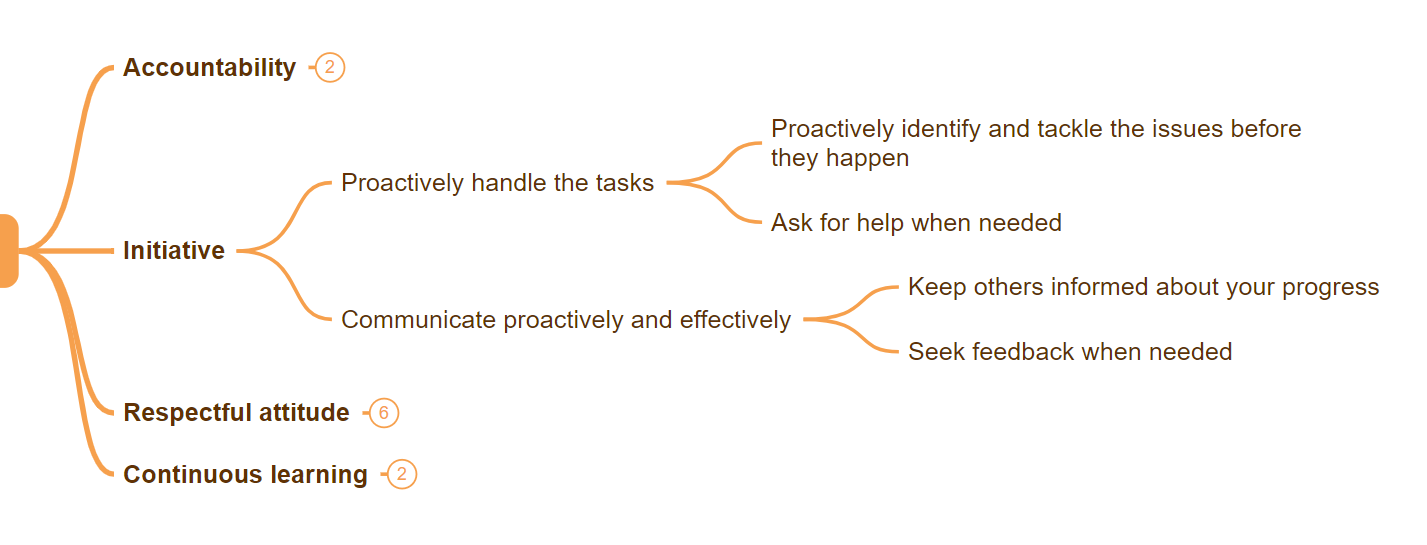 Accountability 2
Proactively identify and tackle the issues before
they happen
Proactively handle the tasks
Ask for help when needed
Initiative
Keep others informed about your progress
Communicate proactively and effectively
Seek feedback when needed
Respectful attitude 6
Continuous learning 2